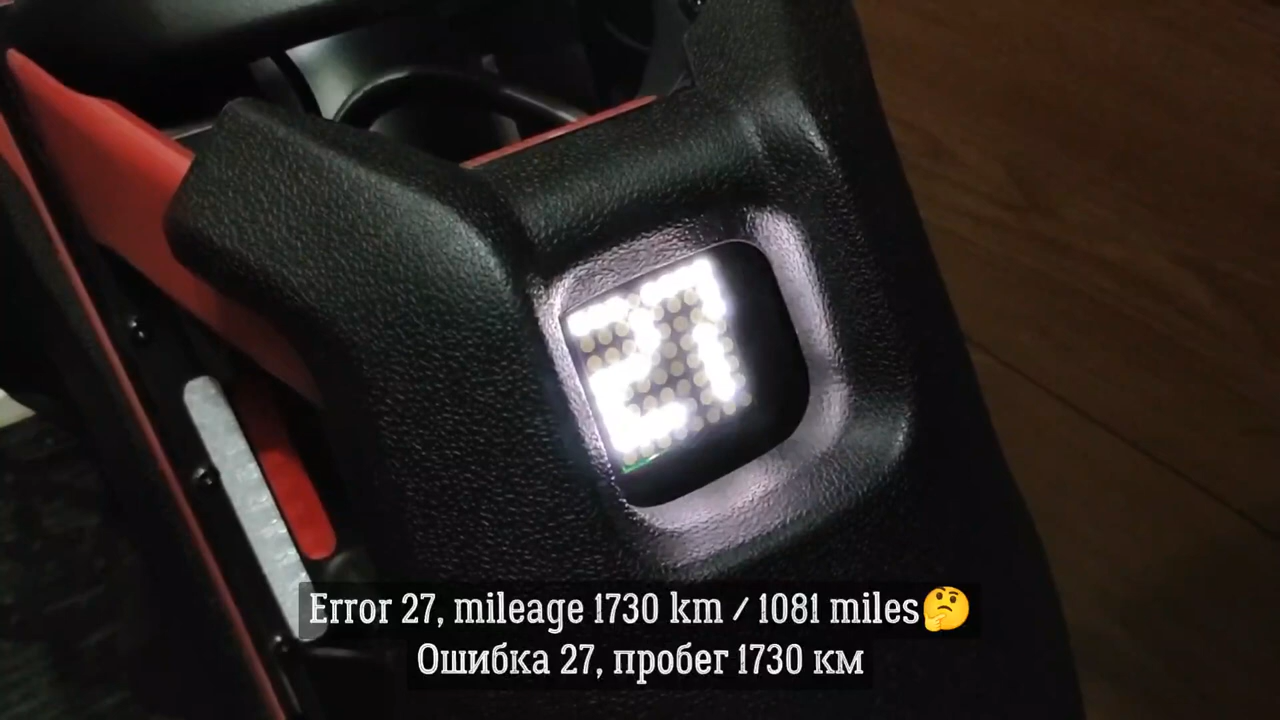 27
Error 27, mileage 1730 km / 1081 miles🤔
Ошибка 27, пробег 1730 км